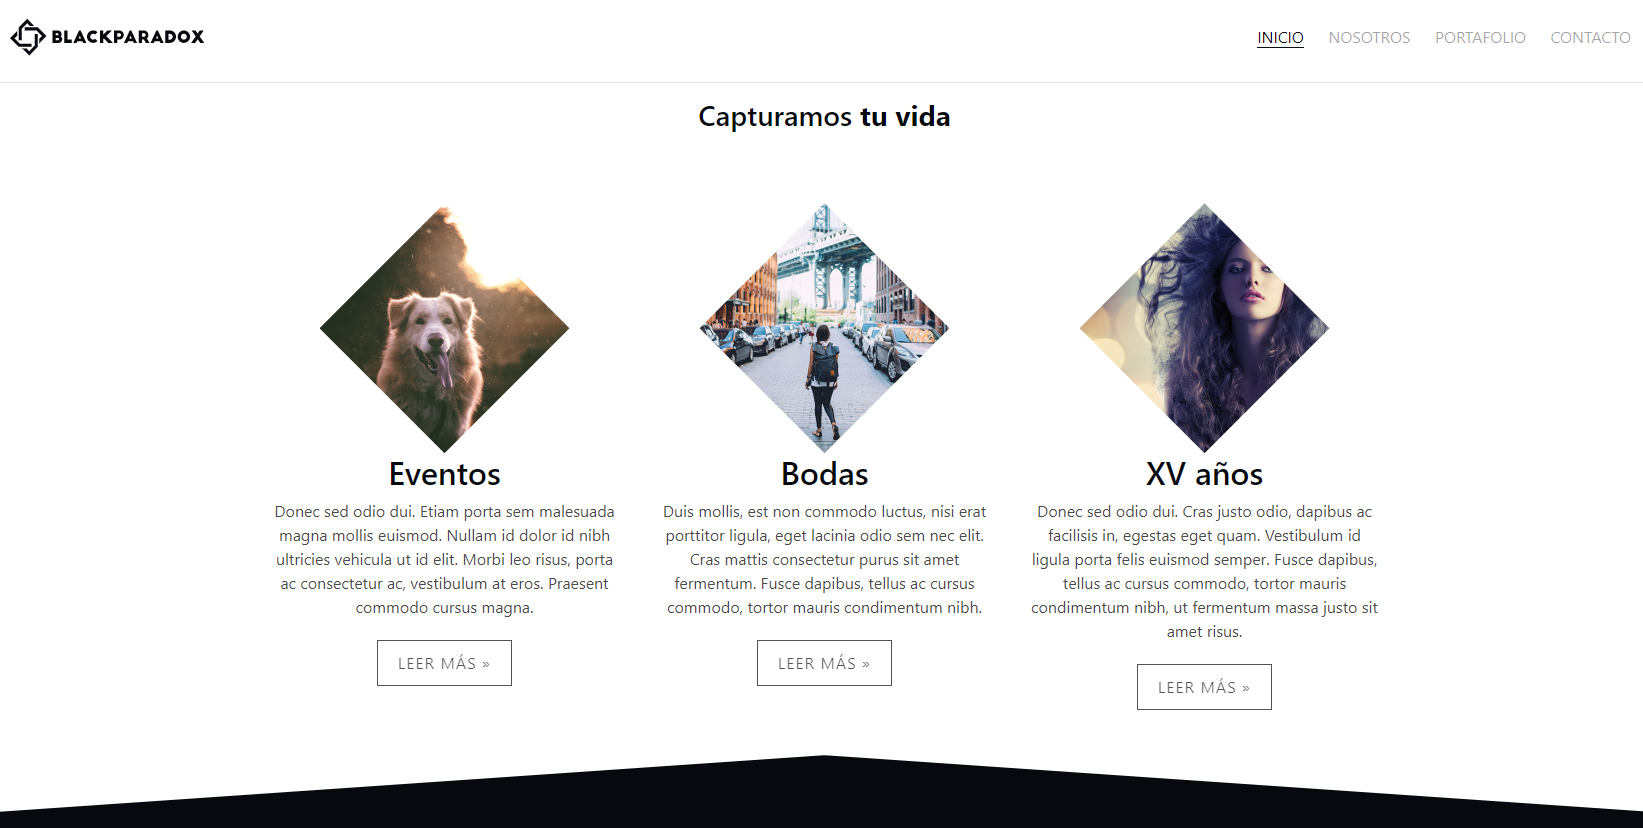 BLACKPARADOX
INICIO NOSOTROS PORTAFOLIO CONTACTO
Capturamos tu vida
Eventos
Donec sed odio dui. Etiam porta sem malesuada
magna mollis euismod. Nullam id dolor id nibh
ultricies vehicula ut id elit. Morbi leo risus, porta
ac consectetur ac, vestibulum at eros. Praesent
commodo cursus magna.
LEER MÁS »
Bodas
Duis mollis, est non commodo luctus, nisi erat
porttitor ligula, eget lacinia odio sem nec elit.
Cras mattis consectetur purus sit amet
fermentum. Fusce dapibus, tellus ac cursus
commodo, tortor mauris condimentum nibh.
LEER MÁS »
XV años
Donec sed odio dui. Cras justo odio, dapibus ac
facilisis in, egestas eget quam. Vestibulum id
ligula porta felis euismod semper. Fusce dapibus,
tellus ac cursus commodo, tortor mauris
condimentum nibh, ut fermentum massa justo sit
amet risus.
LEER MÁS »